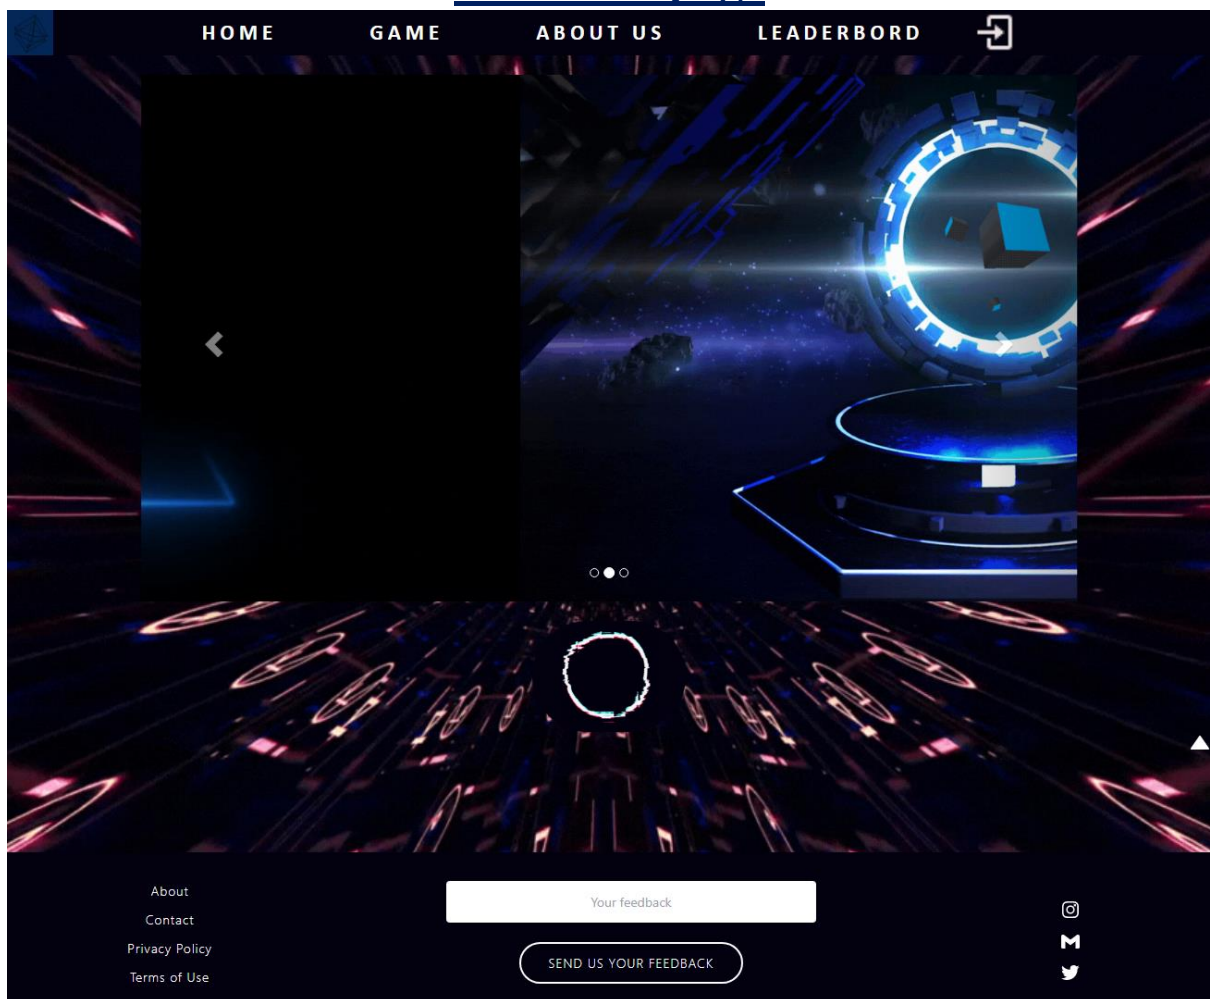 HOME GAME ABOUT US LEADERBORD
About
Contact
Privacy Policy
Terms of Use
Your feedback
SEND US YOUR FEEDBACK